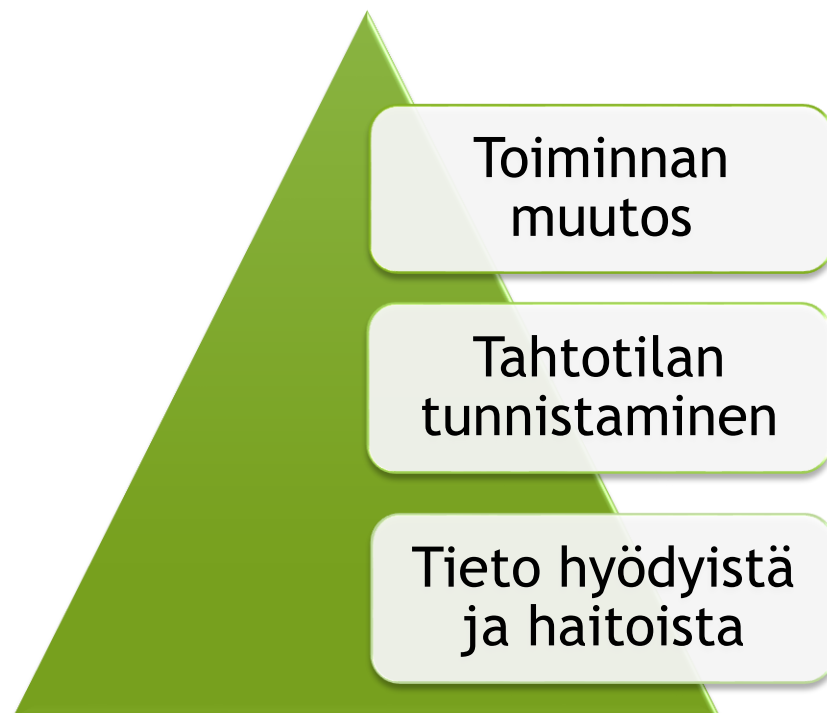 Toiminnan
muutos
Tahtotilan
tunnistaminen
Tieto hyödyistä
ja haitoista